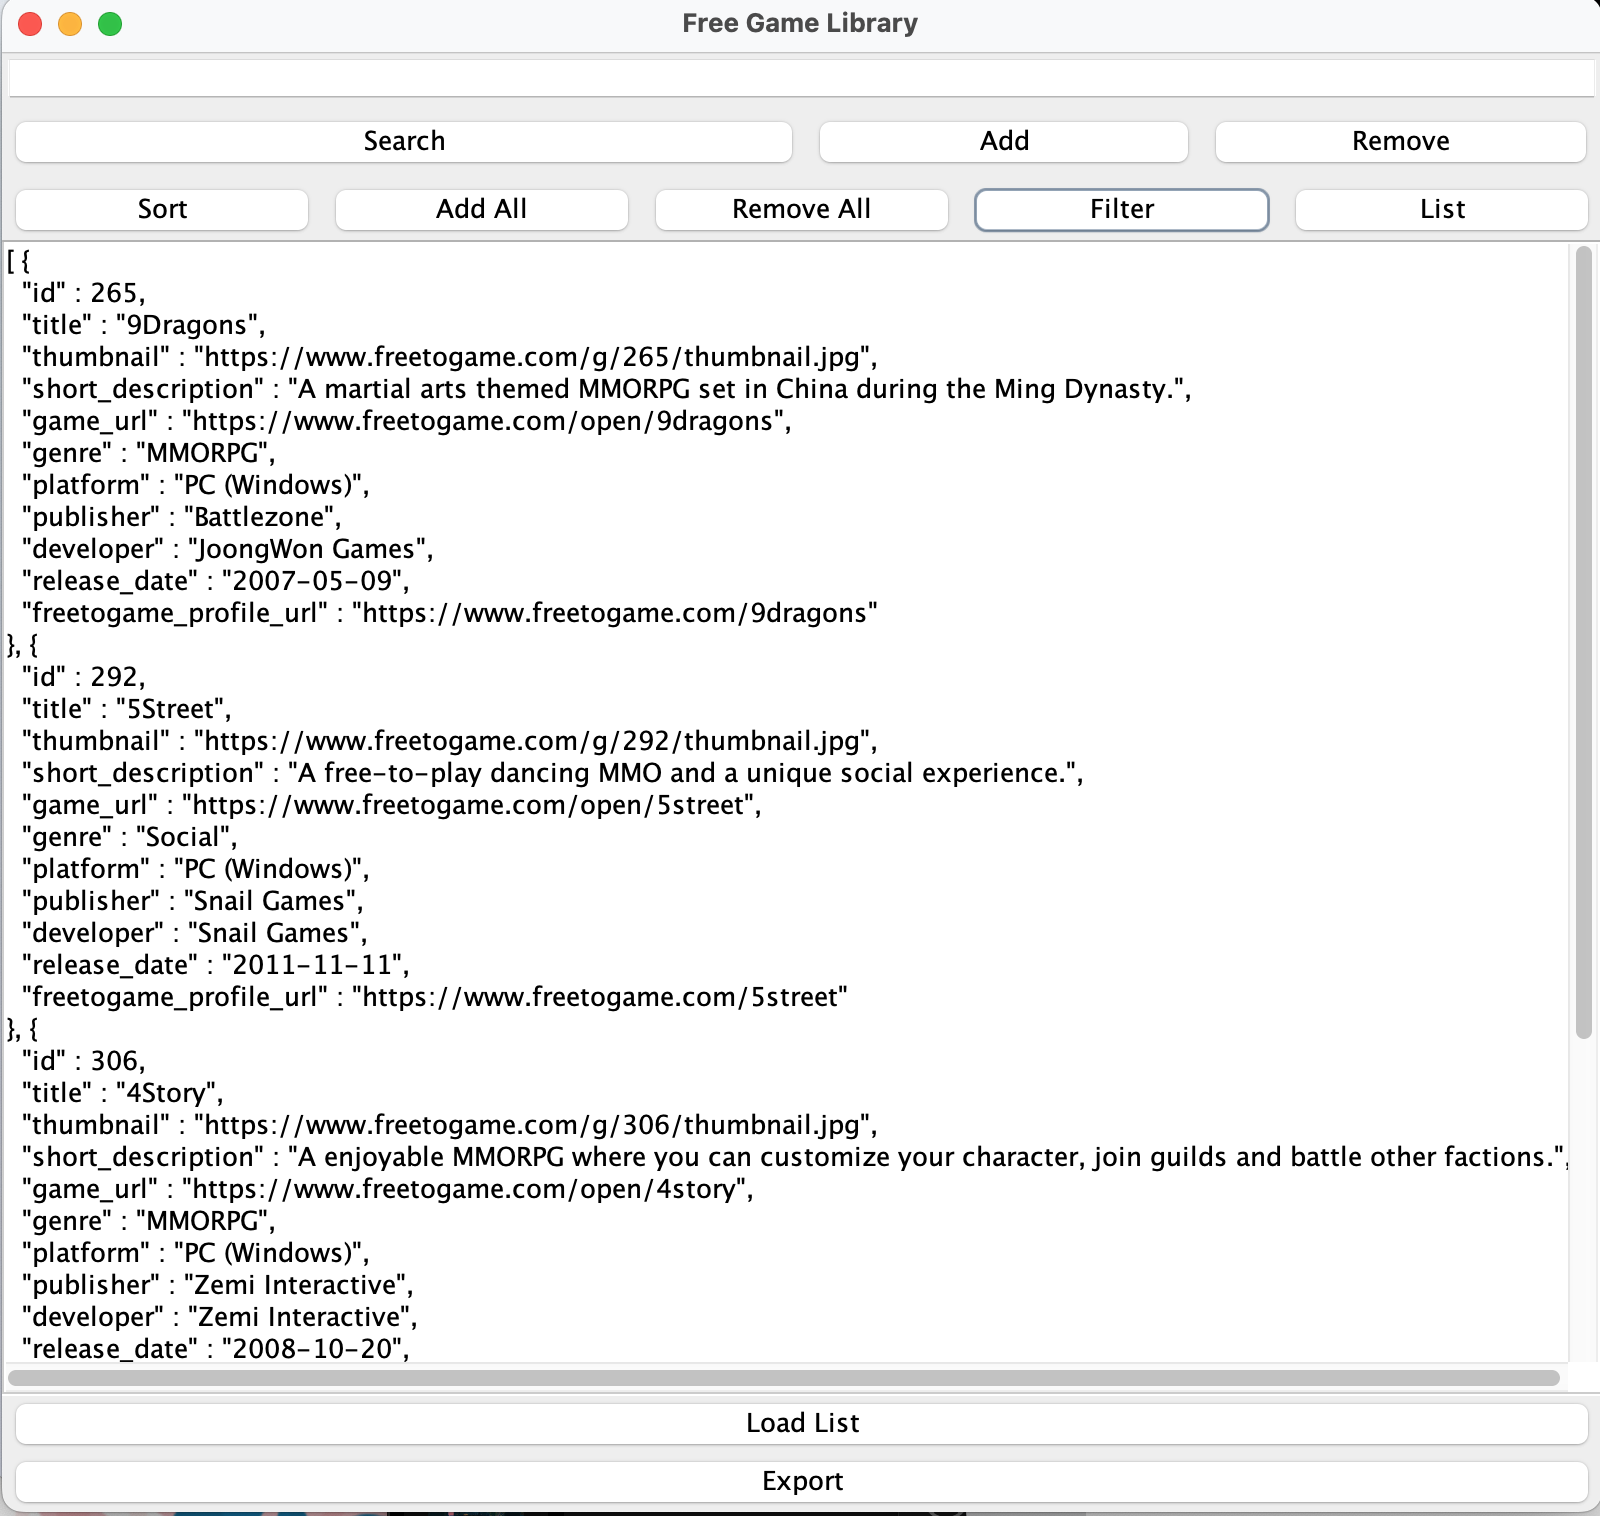 Free Game Library
Search Add Remove
Sort Add All Remove All Filter List
[ {
"id" : 265,
"title" : "9Dragons",
"thumbnail" : "https://www.freetogame.com/g/265/thumbnail.jpg",
"short_description" : "A martial arts themed MMORPG set in China during the Ming Dynasty.",
"game_url" : "https://www.freetogame.com/open/9dragons",
"genre" : "MMORPG",
"platform" : "PC (Windows)",
"publisher" : "Battlezone",
"developer" : "JoongWon Games",
"release_date" : "2007-05-09",
"freetogame_profile_url" : "https://www.freetogame.com/9dragons"
}, {
"id" : 292,
"title" : "5Street",
"thumbnail" : "https://www.freetogame.com/g/292/thumbnail.jpg",
"short_description" : "A free-to-play dancing MMO and a unique social experience.",
"game_url" : "https://www.freetogame.com/open/5street",
"genre" : "Social",
"platform" : "PC (Windows)",
"publisher" : "Snail Games",
"developer" : "Snail Games",
"release_date" : "2011-11-11",
"freetogame_profile_url" : "https://www.freetogame.com/5street"
}, {
"id" : 306,
"title" : "4Story",
"thumbnail" : "https://www.freetogame.com/g/306/thumbnail.jpg",
"short_description" : "A enjoyable MMORPG where you can customize your character, join guilds and battle other factions.",
"game_url" : "https://www.freetogame.com/open/4story",
"genre" : "MMORPG",
"platform" : "PC (Windows)",
"publisher" : "Zemi Interactive",
"developer" : "Zemi Interactive",
"release_date" : "2008-10-20",
Load List
Export